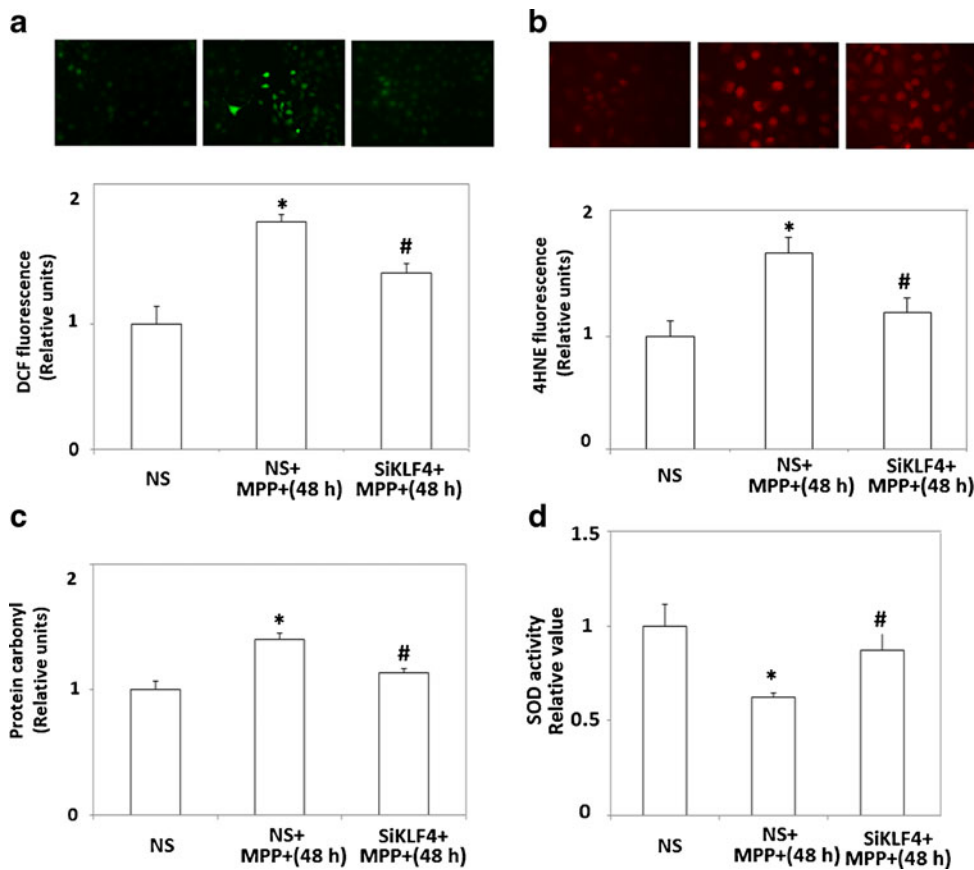 a
2
*
#
1
0
DCF fluorescence
(Relative units)
NS
NS+
MPP+(48 h)
SiKLF4+
MPP+(48 h)
b
2
*
#
1
0
4HNE fluorescence
(Relative units)
NS
NS+
MPP+(48 h)
SiKLF4+
MPP+(48 h)
c
2
*
#
1
0
Protein carbonyl
(Relative units)
NS
NS+
MPP+(48 h)
SiKLF4+
MPP+(48 h)
d
1.5
1
#
*
0.5
0
SOD activity
Relative value
NS
NS+
MPP+(48 h)
SiKLF4+
MPP+(48 h)